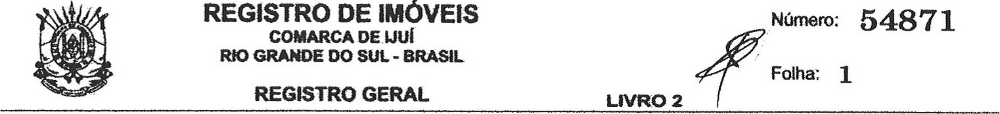 REGISTRO DE IMÓVEIS
COMARCA DE IJUÍ
RIO GRANDE DO SUL - BRASIL
REGISTRO GERAL
LIVRO 2
Número: 54871
Folha: 1